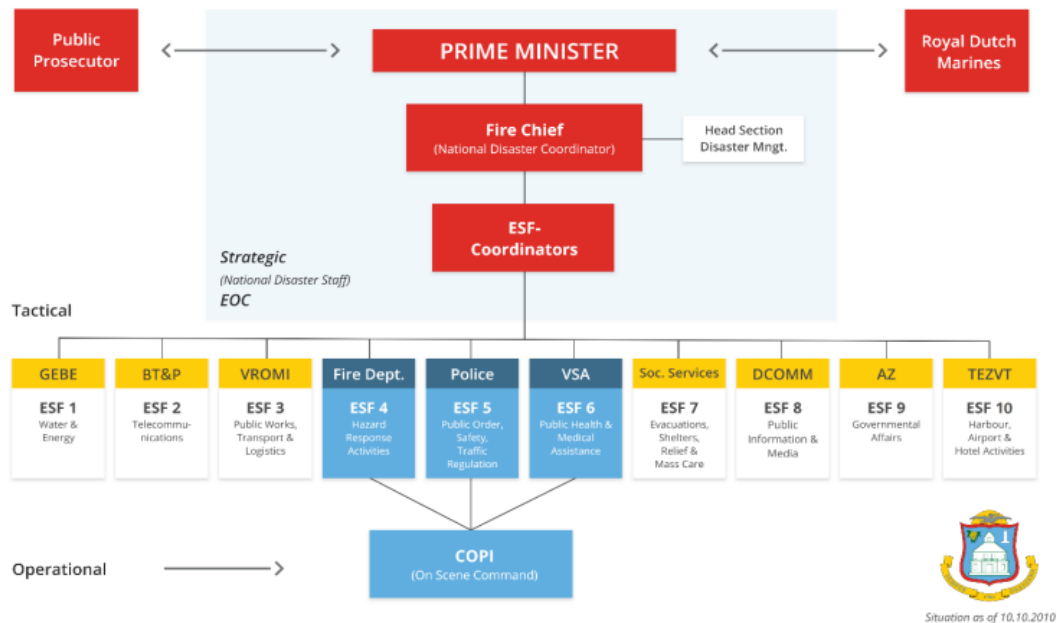 Public
Prosecutor
PRIME MINISTER
Royal Dutch
Marines
Fire Chief
(National Disaster Coordinator)
Head Section
Disaster Mngt.
ESF-
Coordinators
Strategic
(National Disaster Staff)
EOC
Tactical
GEBE
ESF 1
Water &
Energy
BT&P
ESF 2
Telecommu-
nications
VROMI
ESF 3
Public Works,
Transport &
Logistics
Fire Dept.
ESF 4
Hazard
Response
Activities
Police
ESF 5
Public Order,
Safety,
Traffic
Regulation
VSA
ESF 6
Public Health &
Medical
Assistance
Soc. Services
ESF 7
Evacuations,
Shelters,
Relief &
Mass Care
DCOMM
ESF 8
Public
Information &
Media
AZ
ESF 9
Governmental
Affairs
TEZVT
ESF 10
Harbour,
Airport &
Hotel Activities
Operational
COPI
(On Scene Command)
Situation as of 10.10.2010